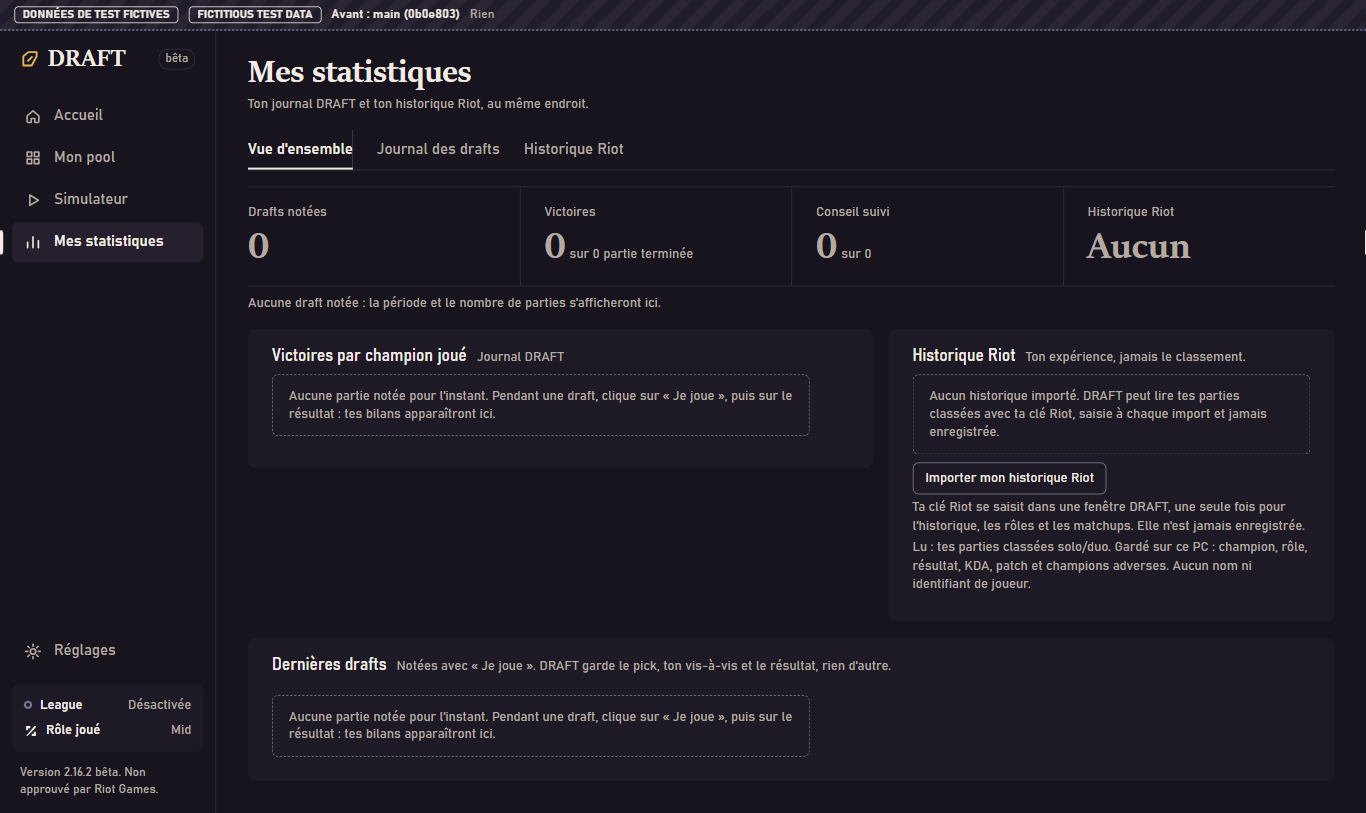 DONNÉES DE TEST FICTIVES FICTITIOUS TEST DATA Avant : main (0b0e803) Rien
DRAFT bêta
Accueil
Mon pool
Simulateur
Mes statistiques
Réglages
League Désactivée
Rôle joué Mid
Version 2.16.2 bêta. Non
approuvé par Riot Games.
Mes statistiques
Ton journal DRAFT et ton historique Riot, au même endroit.
Vue d'ensemble Journal des drafts Historique Riot
Drafts notées
0
Victoires
0 sur 0 partie terminée
Conseil suivi
0 sur 0
Historique Riot
Aucun
Aucune draft notée : la période et le nombre de parties s'afficheront ici.
Victoires par champion joué Journal DRAFT
Aucune partie notée pour l'instant. Pendant une draft, clique sur « Je joue », puis sur le
résultat : tes bilans apparaîtront ici.
Historique Riot Ton expérience, jamais le classement.
Aucun historique importé. DRAFT peut lire tes parties
classées avec ta clé Riot, saisie à chaque import et jamais
enregistrée.
Importer mon historique Riot
Ta clé Riot se saisit dans une fenêtre DRAFT, une seule fois pour
l'historique, les rôles et les matchups. Elle n'est jamais enregistrée.
Lu : tes parties classées solo/duo. Gardé sur ce PC : champion, rôle,
résultat, KDA, patch et champions adverses. Aucun nom ni
identifiant de joueur.
Dernières drafts Notées avec « Je joue ». DRAFT garde le pick, ton vis-à-vis et le résultat, rien d'autre.
Aucune partie notée pour l'instant. Pendant une draft, clique sur « Je joue », puis sur le
résultat : tes bilans apparaîtront ici.